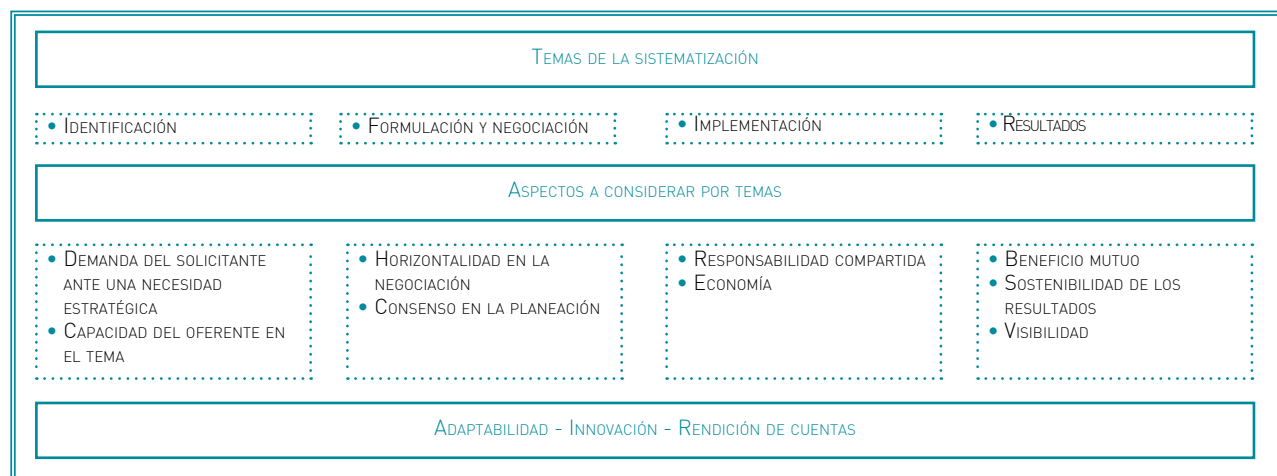 Temas de la sistematización
• Identificación
• Formulación y negociación
• Implementación
• Resultados
Aspectos a considerar por temas
• Demanda del solicitante
ante una necesidad
estratégica
• Capacidad del oferente en
el tema
• Horizontalidad en la
negociación
• Consenso en la planeación
• Responsabilidad compartida
• Economía
• Beneficio mutuo
• Sostenibilidad de los
resultados
• Visibilidad
Adaptabilidad - Innovación - Rendición de cuentas